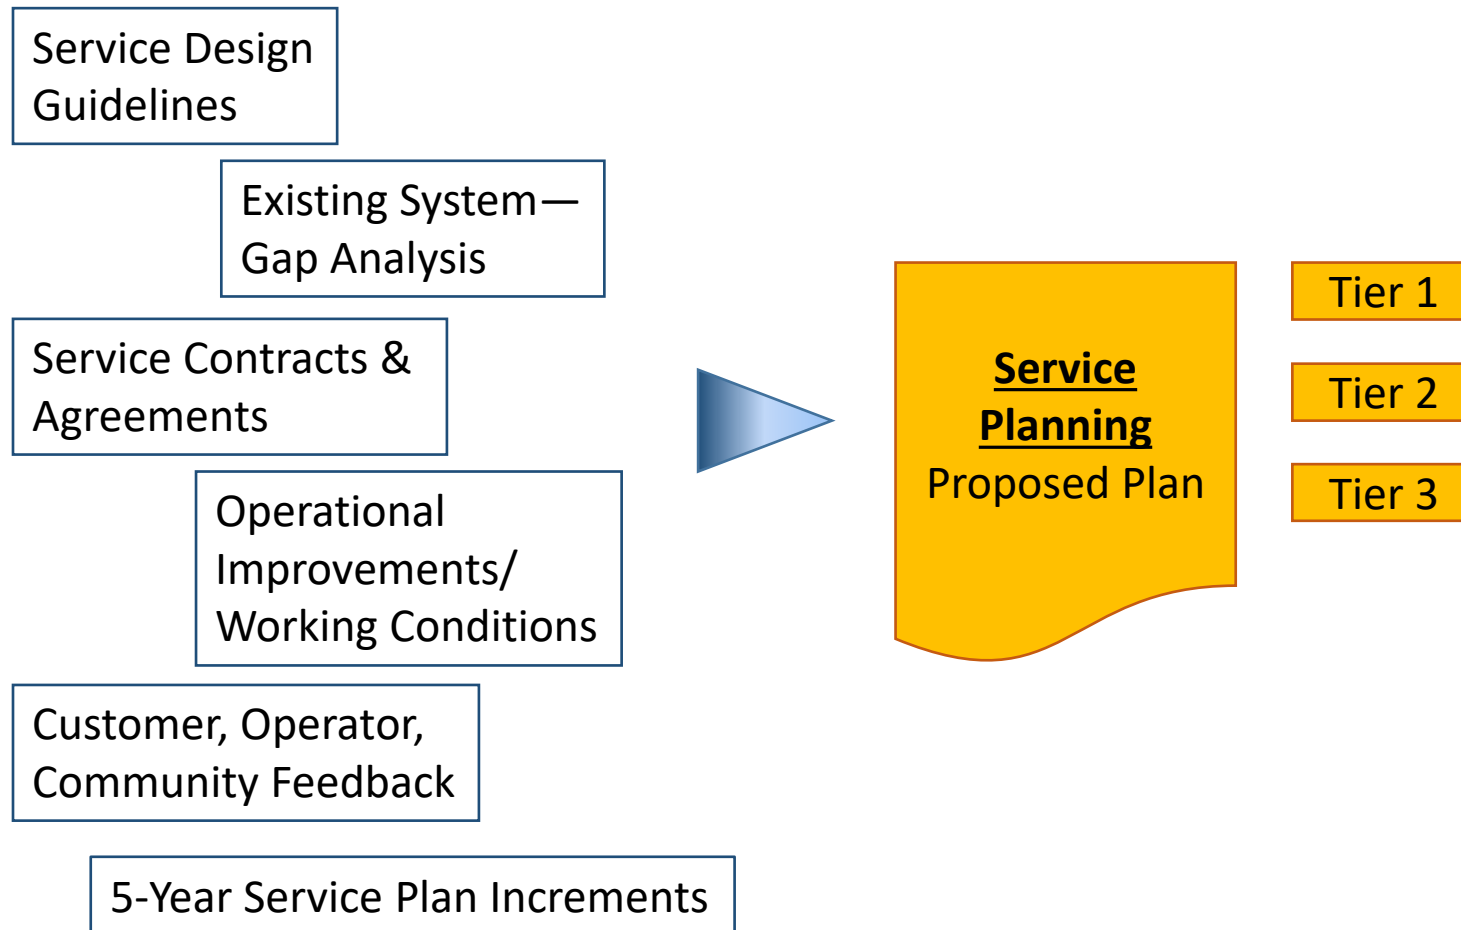 Service Design
Guidelines
Existing System—
Gap Analysis
Service Contracts &
Agreements
Operational
Improvements/
Working Conditions
Customer, Operator,
Community Feedback
5-Year Service Plan Increments
Service
Planning
Proposed Plan
Tier 1
Tier 2
Tier 3